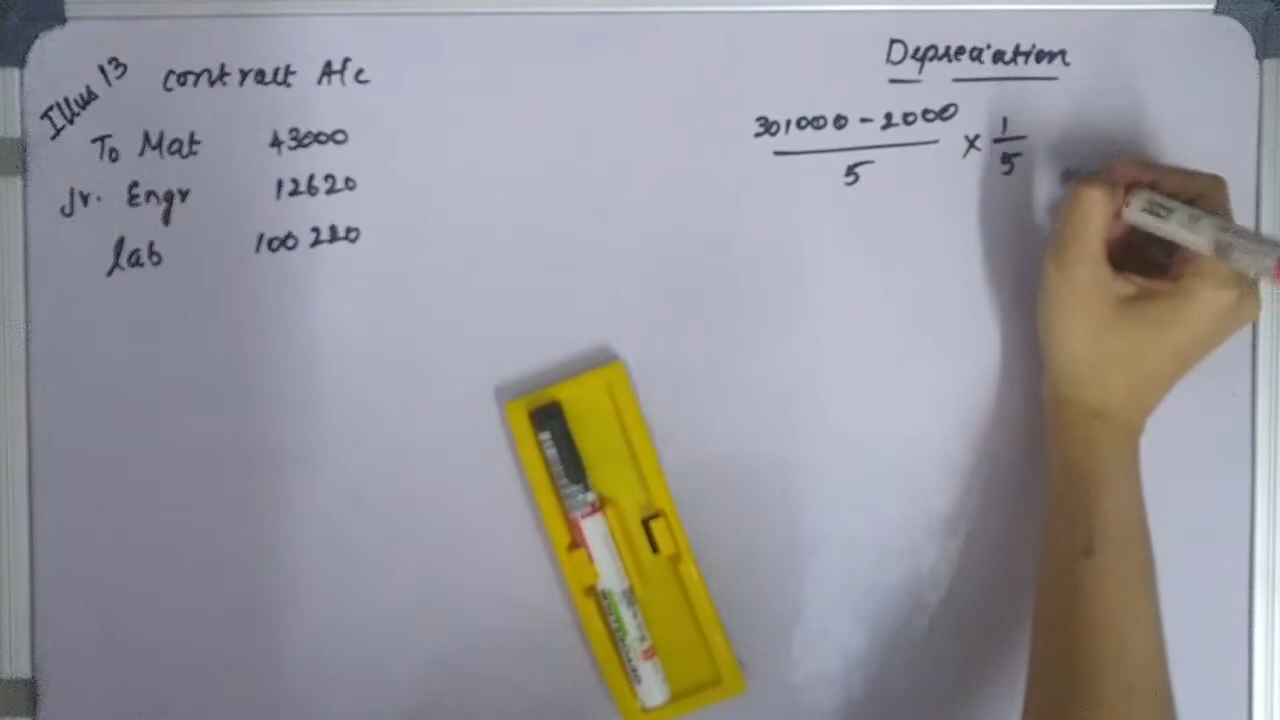 Illus 13
Contract A/c
To Mat 43000
Jr. Engr 12620
lab 100220
Depreciation
301000 - 2000
5
× 1
5